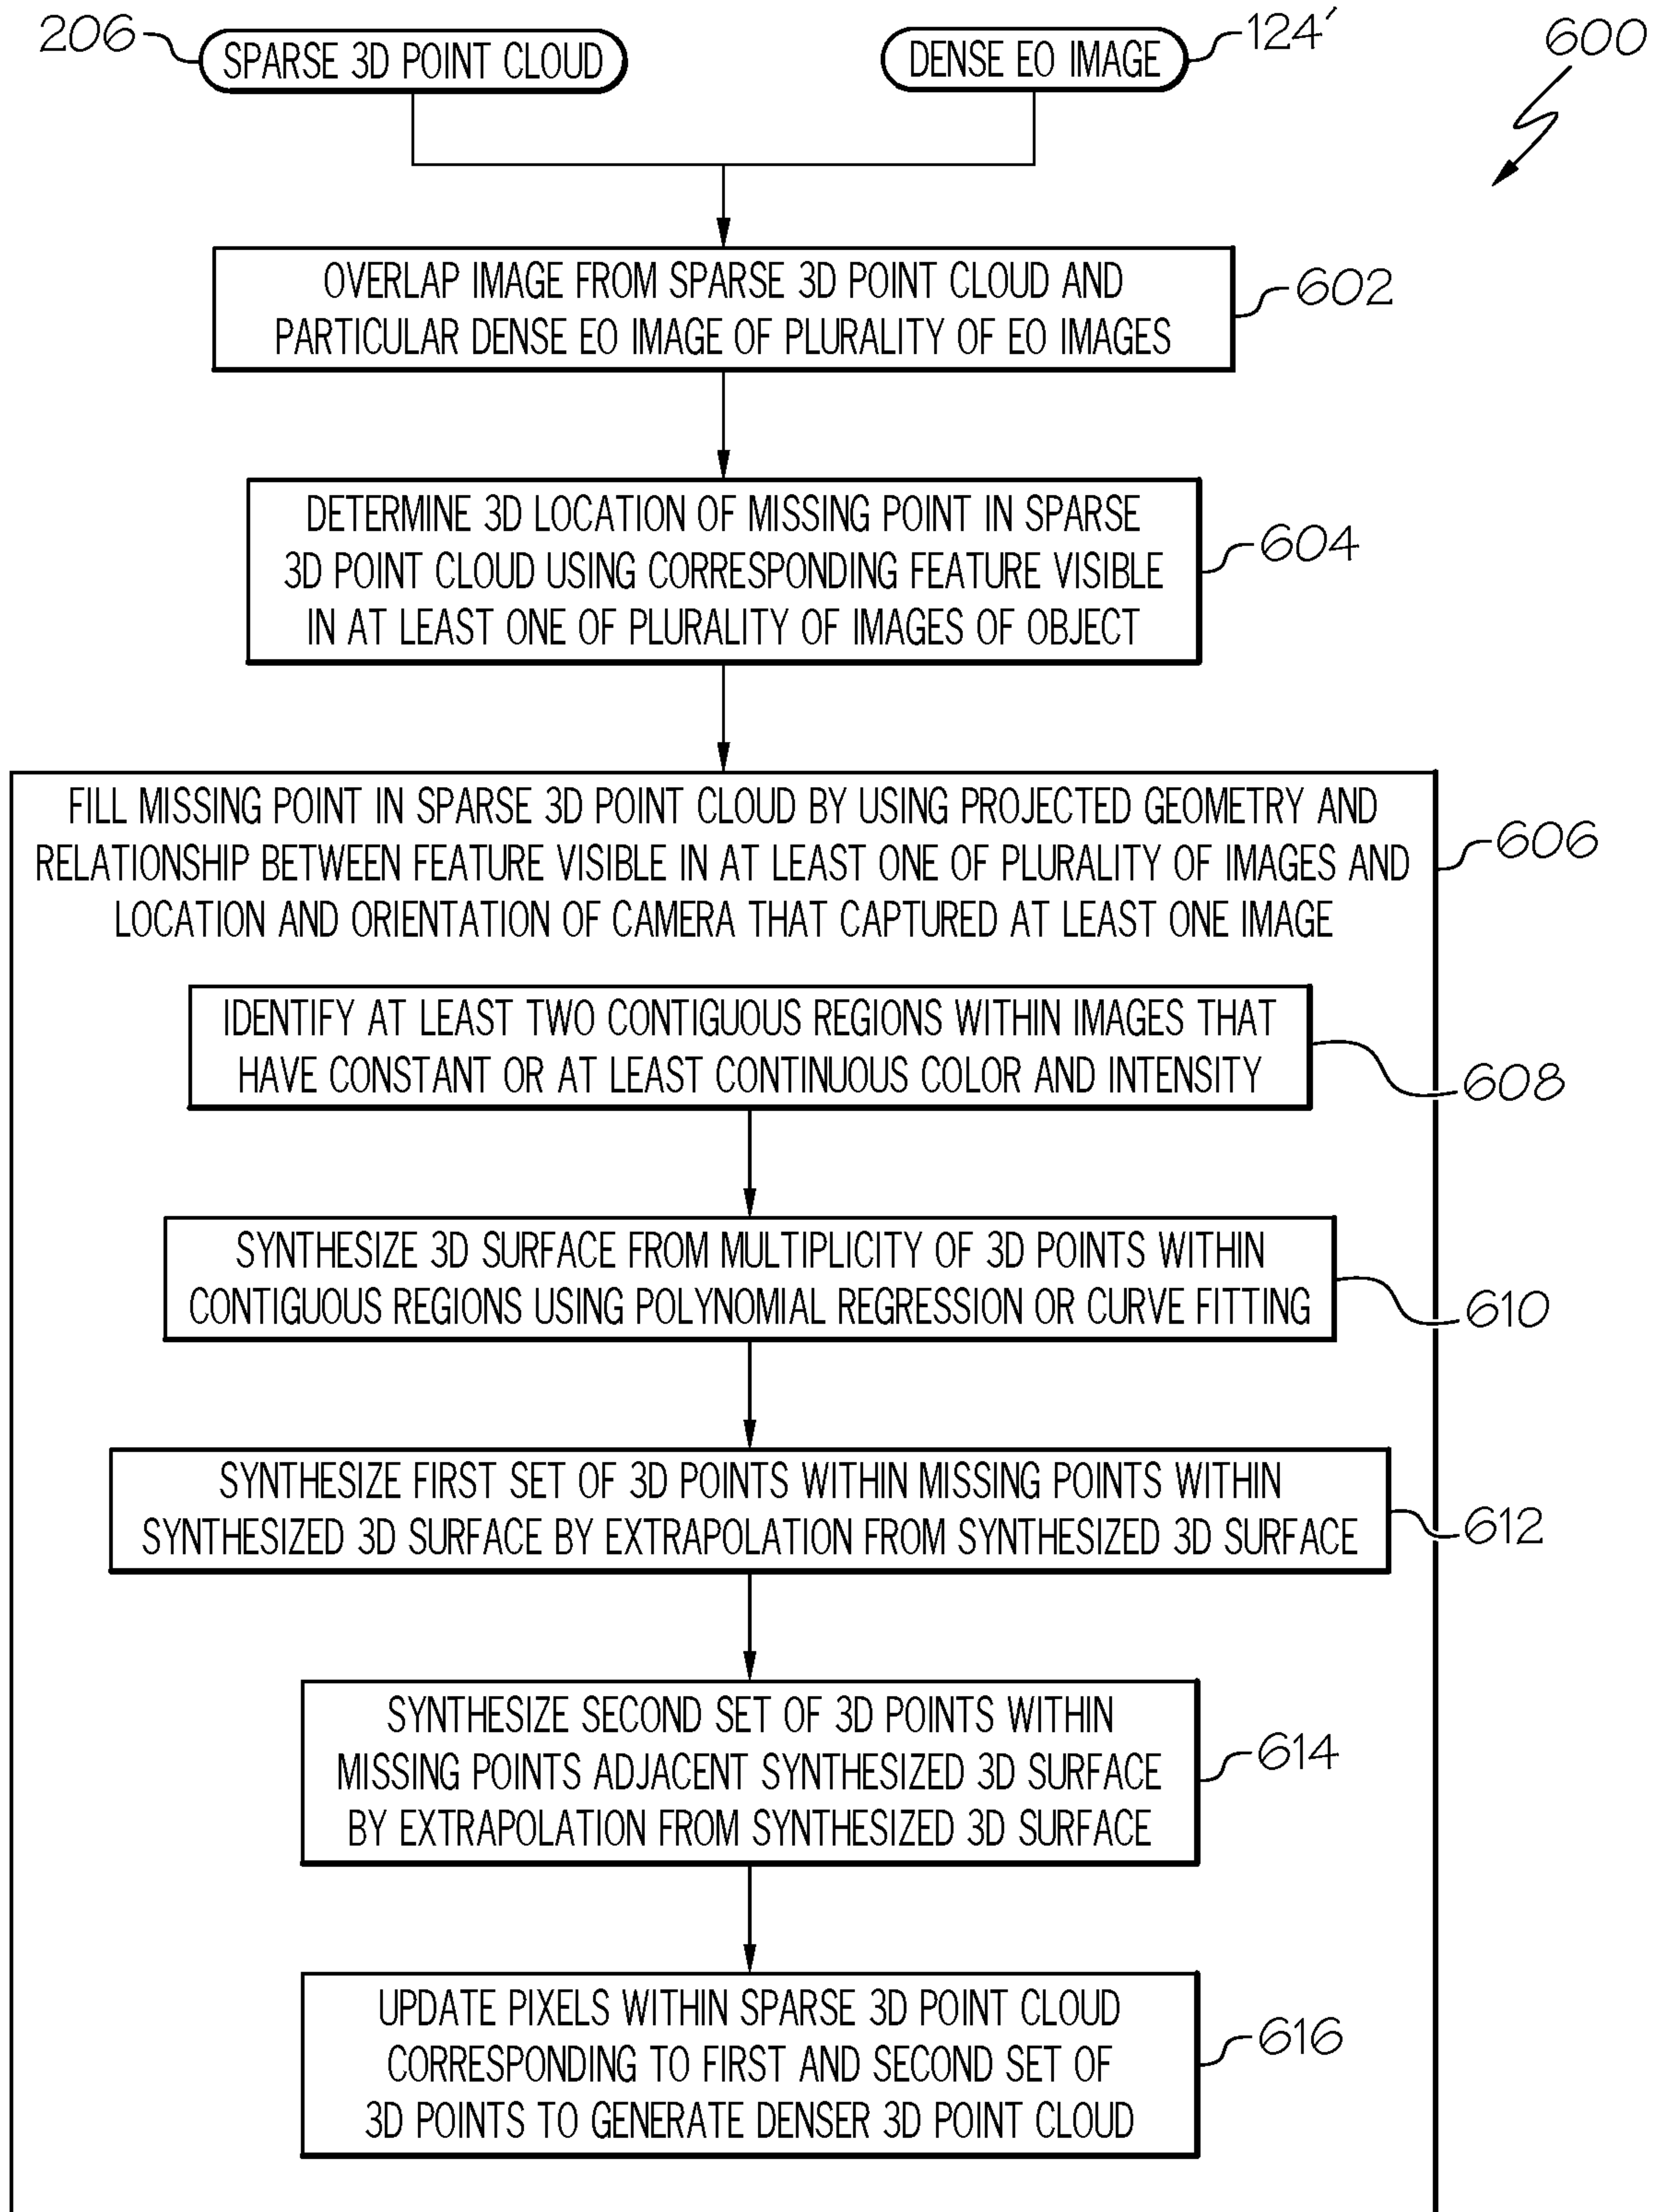 206
SPARSE 3D POINT CLOUD
DENSE EO IMAGE
124′
600
OVERLAP IMAGE FROM SPARSE 3D POINT CLOUD AND
PARTICULAR DENSE EO IMAGE OF PLURALITY OF EO IMAGES
602
DETERMINE 3D LOCATION OF MISSING POINT IN SPARSE
3D POINT CLOUD USING CORRESPONDING FEATURE VISIBLE
IN AT LEAST ONE OF PLURALITY OF IMAGES OF OBJECT
604
FILL MISSING POINT IN SPARSE 3D POINT CLOUD BY USING PROJECTED GEOMETRY AND
RELATIONSHIP BETWEEN FEATURE VISIBLE IN AT LEAST ONE OF PLURALITY OF IMAGES AND
LOCATION AND ORIENTATION OF CAMERA THAT CAPTURED AT LEAST ONE IMAGE
606
IDENTIFY AT LEAST TWO CONTIGUOUS REGIONS WITHIN IMAGES THAT
HAVE CONSTANT OR AT LEAST CONTINUOUS COLOR AND INTENSITY
608
SYNTHESIZE 3D SURFACE FROM MULTIPLICITY OF 3D POINTS WITHIN
CONTIGUOUS REGIONS USING POLYNOMIAL REGRESSION OR CURVE FITTING
610
SYNTHESIZE FIRST SET OF 3D POINTS WITHIN MISSING POINTS WITHIN
SYNTHESIZED 3D SURFACE BY EXTRAPOLATION FROM SYNTHESIZED 3D SURFACE
612
SYNTHESIZE SECOND SET OF 3D POINTS WITHIN
MISSING POINTS ADJACENT SYNTHESIZED 3D SURFACE
BY EXTRAPOLATION FROM SYNTHESIZED 3D SURFACE
614
UPDATE PIXELS WITHIN SPARSE 3D POINT CLOUD
CORRESPONDING TO FIRST AND SECOND SET OF
3D POINTS TO GENERATE DENSER 3D POINT CLOUD
616